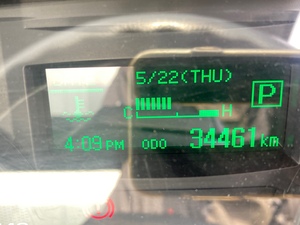 5/22(THU)
P
C H
4:09 PM ODO 34461 km